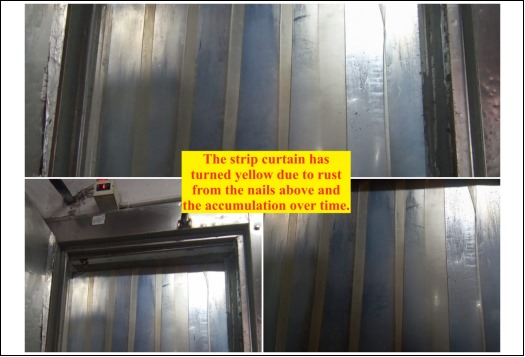 The strip curtain has
turned yellow due to rust
from the nails above and
the accumulation over time.